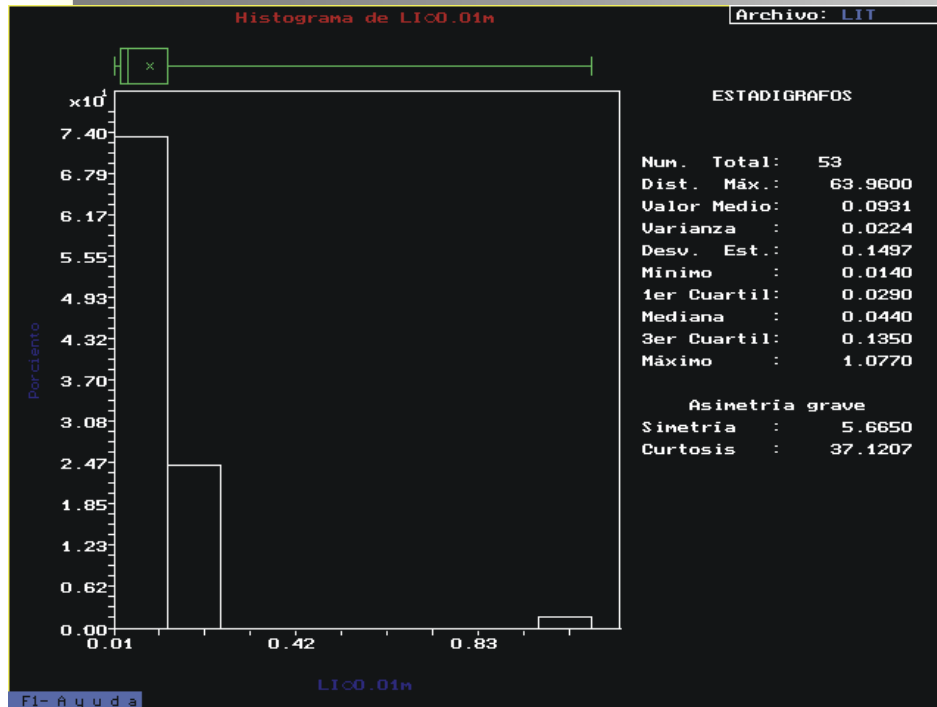 Histograma de LI○0.01m
Archivo: LIT
x10¹
7.40
6.79
6.17
5.55
4.93
4.32
3.70
3.08
2.47
1.85
1.23
0.62
0.00
0.01 0.42 0.83
Porciento
LI○0.01m
ESTADIGRAFOS
Num. Total: 53
Dist. Máx.: 63.9600
Valor Medio: 0.0931
Varianza : 0.0224
Desv. Est.: 0.1497
Mínimo : 0.0140
1er Cuartil: 0.0290
Mediana : 0.0440
3er Cuartil: 0.1350
Máximo : 1.0770
Asimetría grave
Simetría : 5.6650
Curtosis : 37.1207
F1- A y u d a